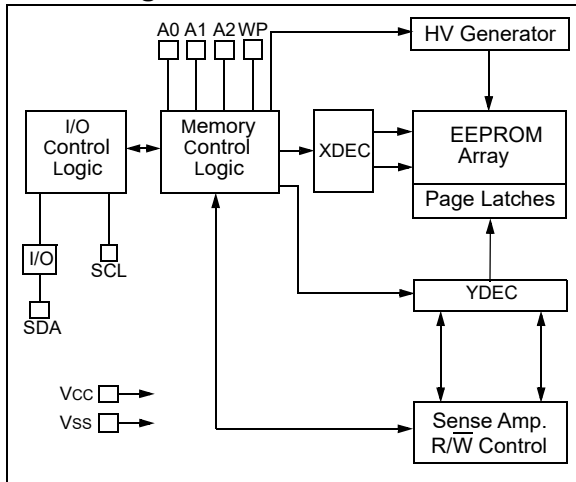 A0 A1 A2 WP
HV Generator
I/O
Control
Logic
Memory
Control
Logic
XDEC
EEPROM
Array
Page Latches
I/O
SCL
SDA
YDEC
VCC
VSS
Sense Amp.
R/W̅ Control